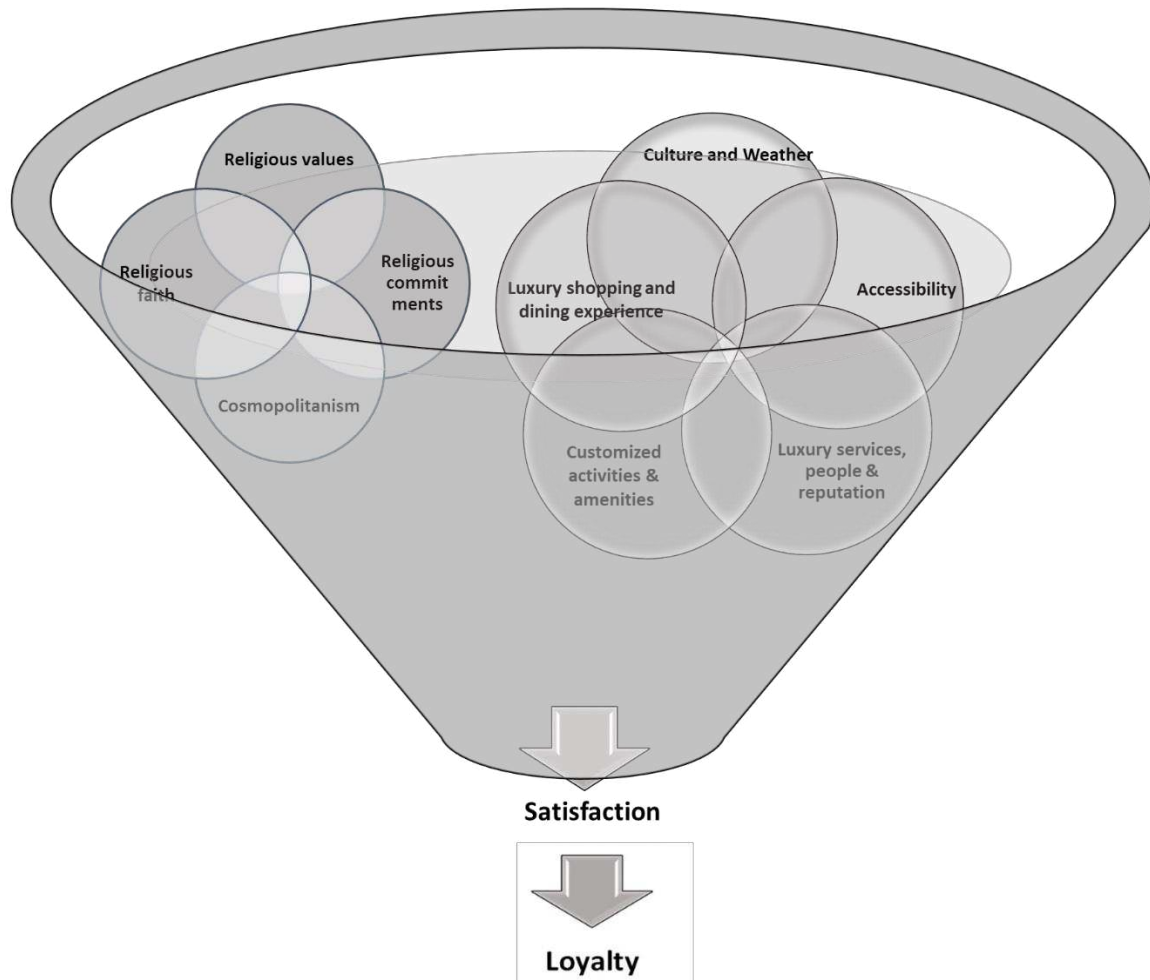 Religious values
Religious
faith
Religious
commit
ments
Cosmopolitanism
Culture and Weather
Luxury shopping and
dining experience
Accessibility
Customized
activities &
amenities
Luxury services,
people &
reputation
Satisfaction
Loyalty